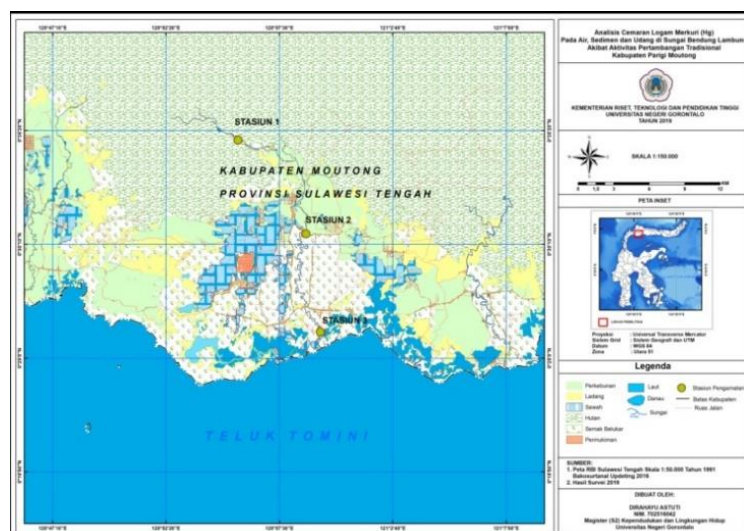 STASIUN 1
KABUPATEN MOUTONG
PROVINSI SULAWESI TENGAH
STASIUN 2
STASIUN
TELUK TOMINI
Analisis Cemaran Logam Merkuri (Hg)
Pada Air, Sedimen dan Udang di Sungai Bendung Lambunu
Akibat Aktivitas Pertambangan Tradisional
Kabupaten Parigi Moutong
KEMENTERIAN RISET, TEKNOLOGI DAN PENDIDIKAN TINGGI
UNIVERSITAS NEGERI GORONTALO
TAHUN 2019
SKALA 1:150.000
PETA INSET
LOKASI PENELITIAN
Proyeksi : Universal Transverse Mercator
Sistem Grid : Sistem Geografi dan UTM
Datum : WGS 84
Zona : Utara 51
Legenda
Perkebunan
Ladang
Sawah
Hutan
Semak Belukar
Permukiman
Laut
Danau
Sungai
Stasiun Pengamatan
Batas Kabupaten
Ruas Jalan
SUMBER:
1. Peta RBI Sulawesi Tengah Skala 1:50.000 Tahun 1991
Bakosurtanal Updating 2019
2. Hasil Survei 2019
DIBUAT OLEH:
DIRAHAYU ASTUTI
Magister (S2) Kependudukan dan Lingkungan Hidup
Universitas Negeri Gorontalo